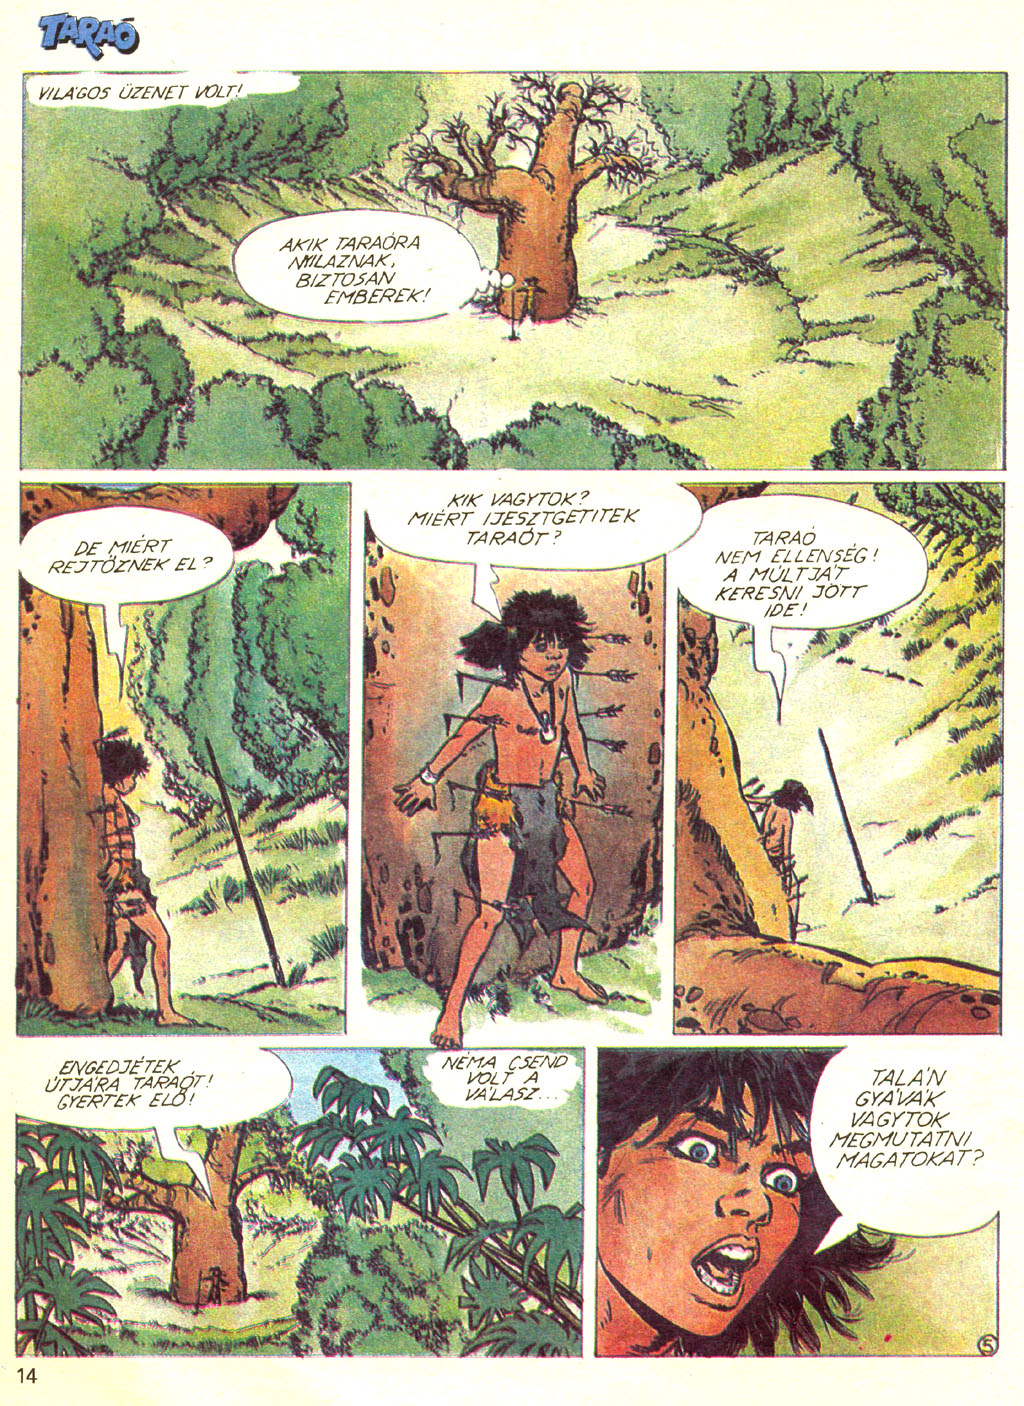 TARAÓ
VILÁGOS ÜZENET VOLT!
AKIK TARAÓRA
NYILAZNAK,
BIZTOSAN
EMBEREK!
DE MIÉRT
REJTŐZNEK EL?
KIK VAGYTOK?
MIÉRT IJESZTGETITEK
TARAÓT?
TARAÓ
NEM ELLENSÉG!
A MÚLTJÁT
KERESNI JÖTT
IDE!
ENGEDJÉTEK
ÚTJÁRA TARAÓT!
GYERTEK ELŐ!
NÉMA CSEND
VOLT A
VÁLASZ...
TALÁN
GYÁVÁK
VAGYTOK
MEGMUTATNI
MAGATOKAT?
5
14